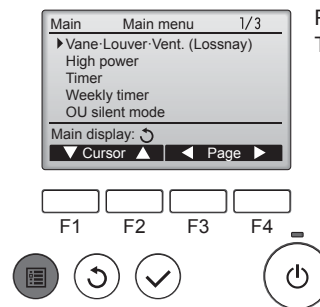 Main Main menu 1/3
Vane·Louver·Vent. (Lossnay)
High power
Timer
Weekly timer
OU silent mode
Main display:
Cursor Page
F1 F2 F3 F4